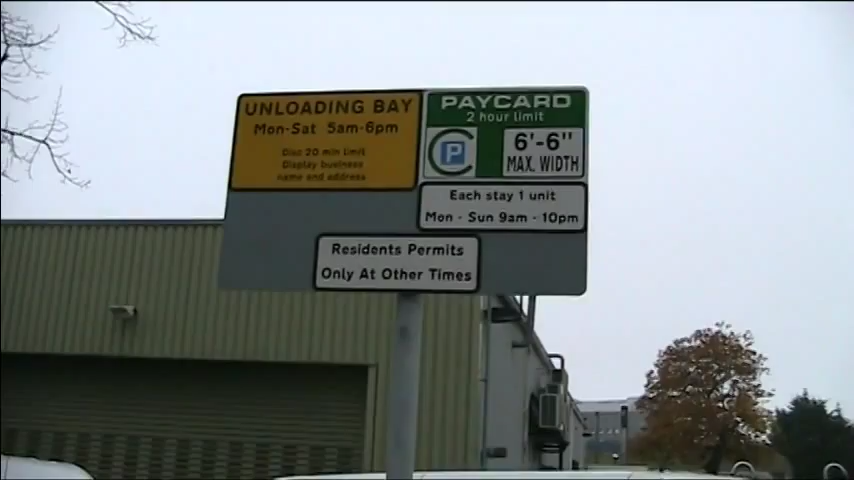 UNLOADING BAY
Mon-Sat 5am-6pm
Disc 20 min limit
Display business
name and address
PAYCARD
2 hour limit
P
6'-6"
MAX. WIDTH
Each stay 1 unit
Mon - Sun 9am - 10pm
Residents Permits
Only At Other Times